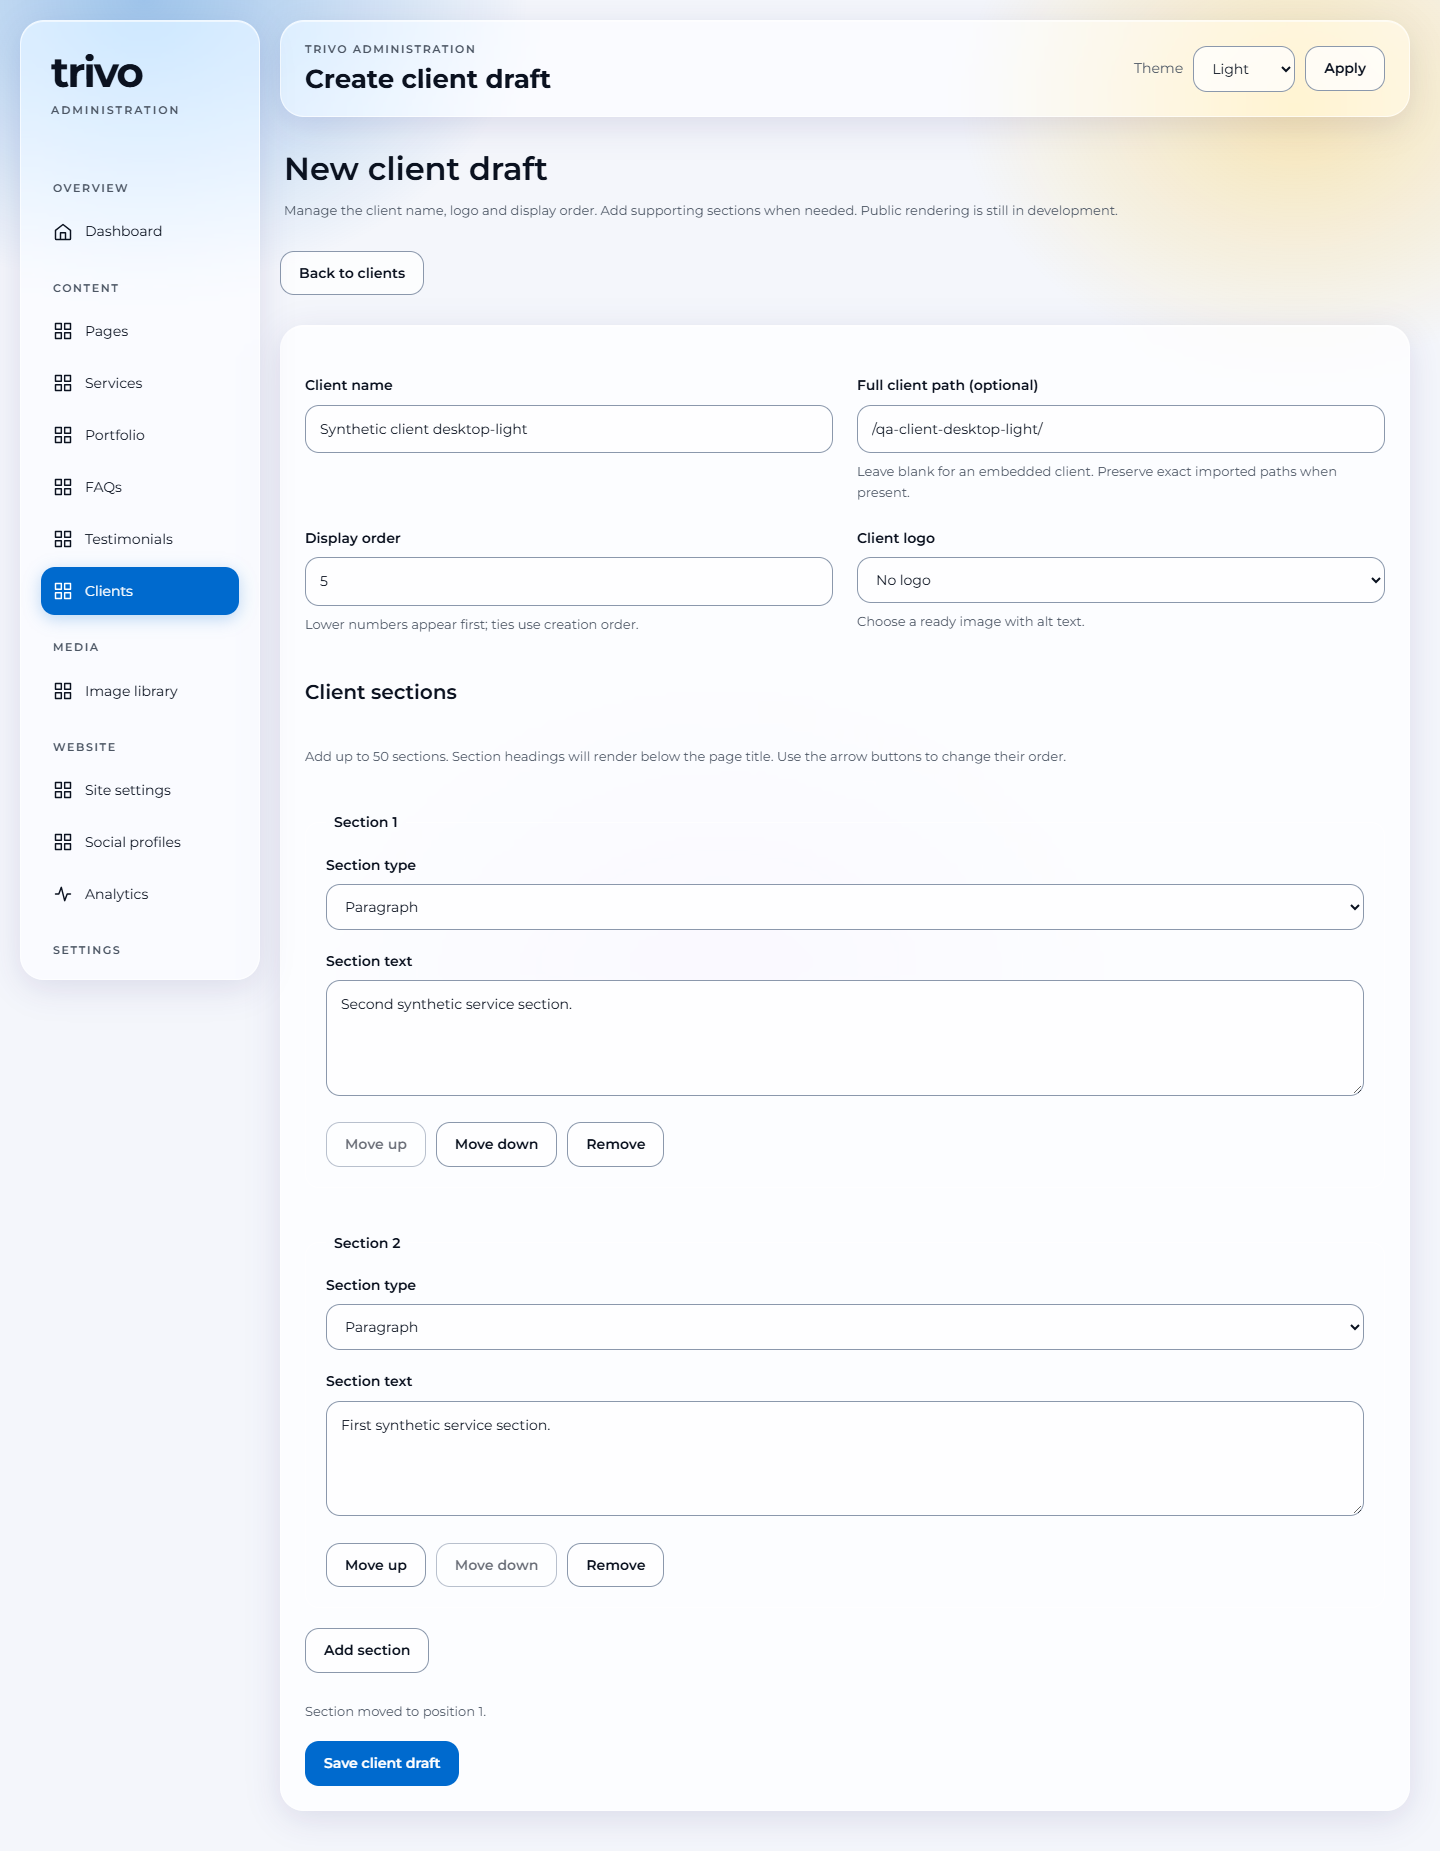 trivo
ADMINISTRATION
OVERVIEW
Dashboard
CONTENT
Pages
Services
Portfolio
FAQs
Testimonials
Clients
MEDIA
Image library
WEBSITE
Site settings
Social profiles
Analytics
SETTINGS
TRIVO ADMINISTRATION
Create client draft
Theme
Light
Apply
New client draft
Manage the client name, logo and display order. Add supporting sections when needed. Public rendering is still in development.
Back to clients
Client name
Synthetic client desktop-light
Full client path (optional)
/qa-client-desktop-light/
Leave blank for an embedded client. Preserve exact imported paths when
present.
Display order
5
Lower numbers appear first; ties use creation order.
Client logo
No logo
Choose a ready image with alt text.
Client sections
Add up to 50 sections. Section headings will render below the page title. Use the arrow buttons to change their order.
Section 1
Section type
Paragraph
Section text
Second synthetic service section.
Move up
Move down
Remove
Section 2
Section type
Paragraph
Section text
First synthetic service section.
Move up
Move down
Remove
Add section
Section moved to position 1.
Save client draft